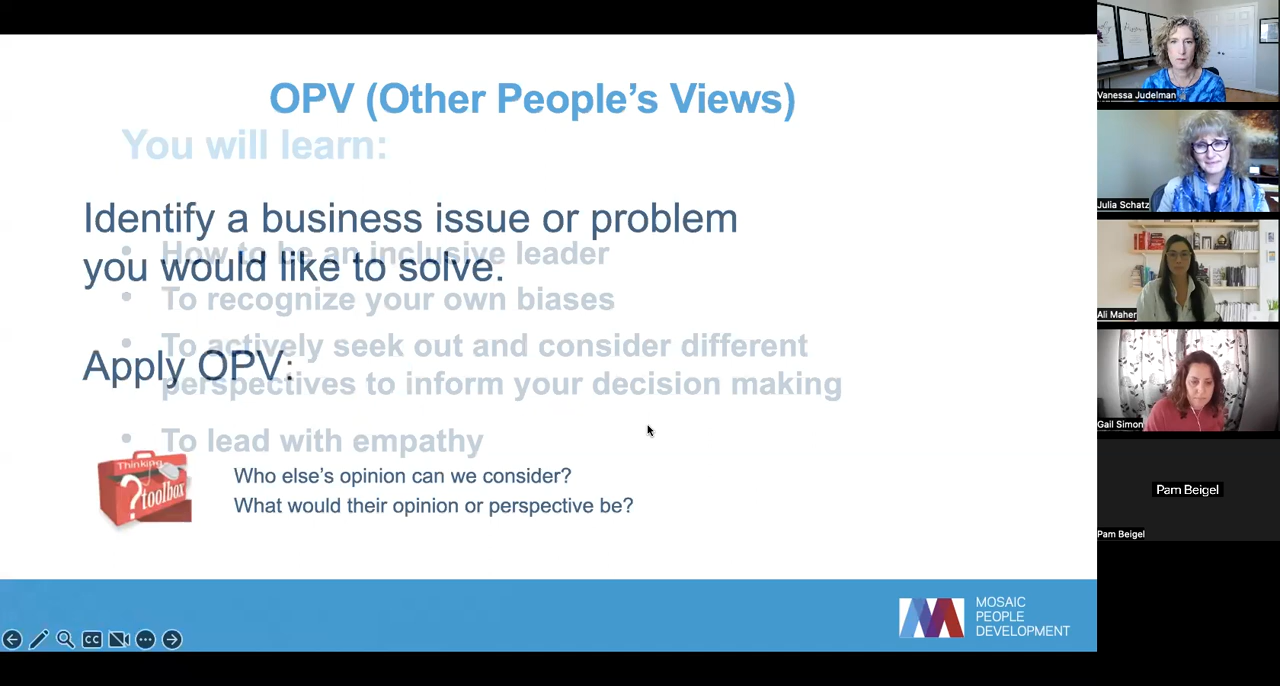 OPV (Other People's Views)
You will learn:
Identify a business issue or problem
you would like to solve.
• How to be an inclusive leader
• To recognize your own biases
• To actively seek out and consider different
perspectives to inform your decision making
Apply OPV:
• To lead with empathy
Thinking
?toolbox
Who else's opinion can we consider?
What would their opinion or perspective be?
MOSAIC
PEOPLE
DEVELOPMENT
CC
Vanessa Judelman
Julia Schatz
Ali Maher
Gail Simon
Pam Beigel
Pam Beigel